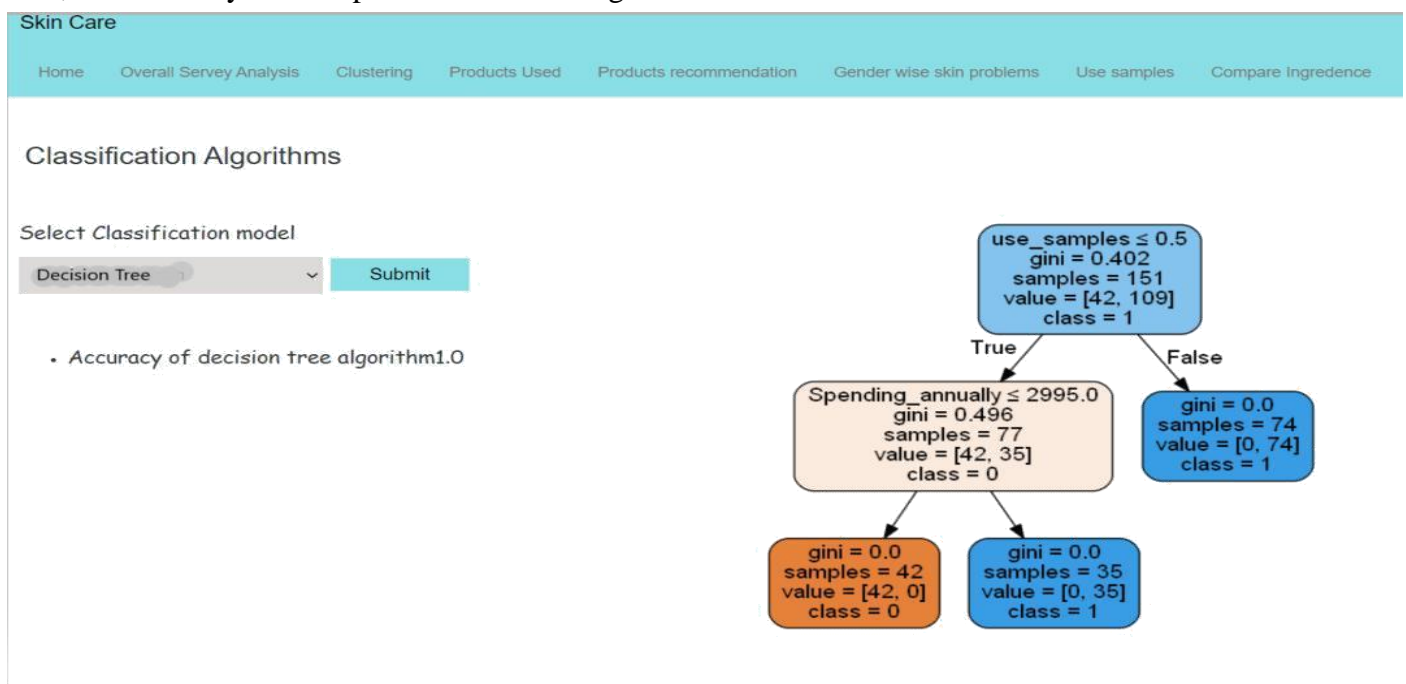 Skin Care
Home Overall Servey Analysis Clustering Products Used Products recommendation Gender wise skin problems Use samples Compare Ingredence
Classification Algorithms
Select Classification model
Decision Tree
Submit
• Accuracy of decision tree algorithm1.0
use_samples ≤ 0.5
gini = 0.402
samples = 151
value = [42, 109]
class = 1
True
False
Spending_annually ≤ 2995.0
gini = 0.496
samples = 77
value = [42, 35]
class = 0
gini = 0.0
samples = 74
value = [0, 74]
class = 1
gini = 0.0
samples = 42
value = [42, 0]
class = 0
gini = 0.0
samples = 35
value = [0, 35]
class = 1